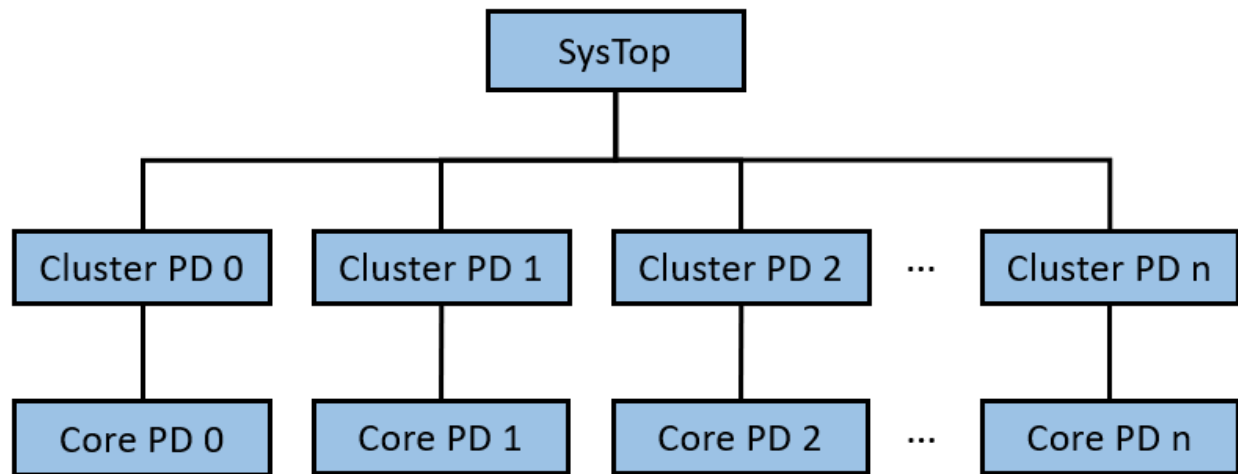 SysTop
Cluster PD 0
Cluster PD 1
Cluster PD 2
...
Cluster PD n
Core PD 0
Core PD 1
Core PD 2
...
Core PD n